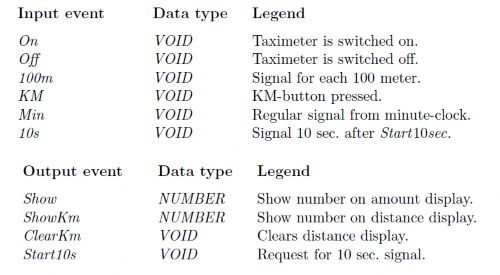 Input event Data type Legend
On VOID Taximeter is switched on.
Off VOID Taximeter is switched off.
100m VOID Signal for each 100 meter.
KM VOID KM-button pressed.
Min VOID Regular signal from minute-clock.
10s VOID Signal 10 sec. after Start10sec.
Output event Data type Legend
Show NUMBER Show number on amount display.
ShowKm NUMBER Show number on distance display.
ClearKm VOID Clears distance display.
Start10s VOID Request for 10 sec. signal.